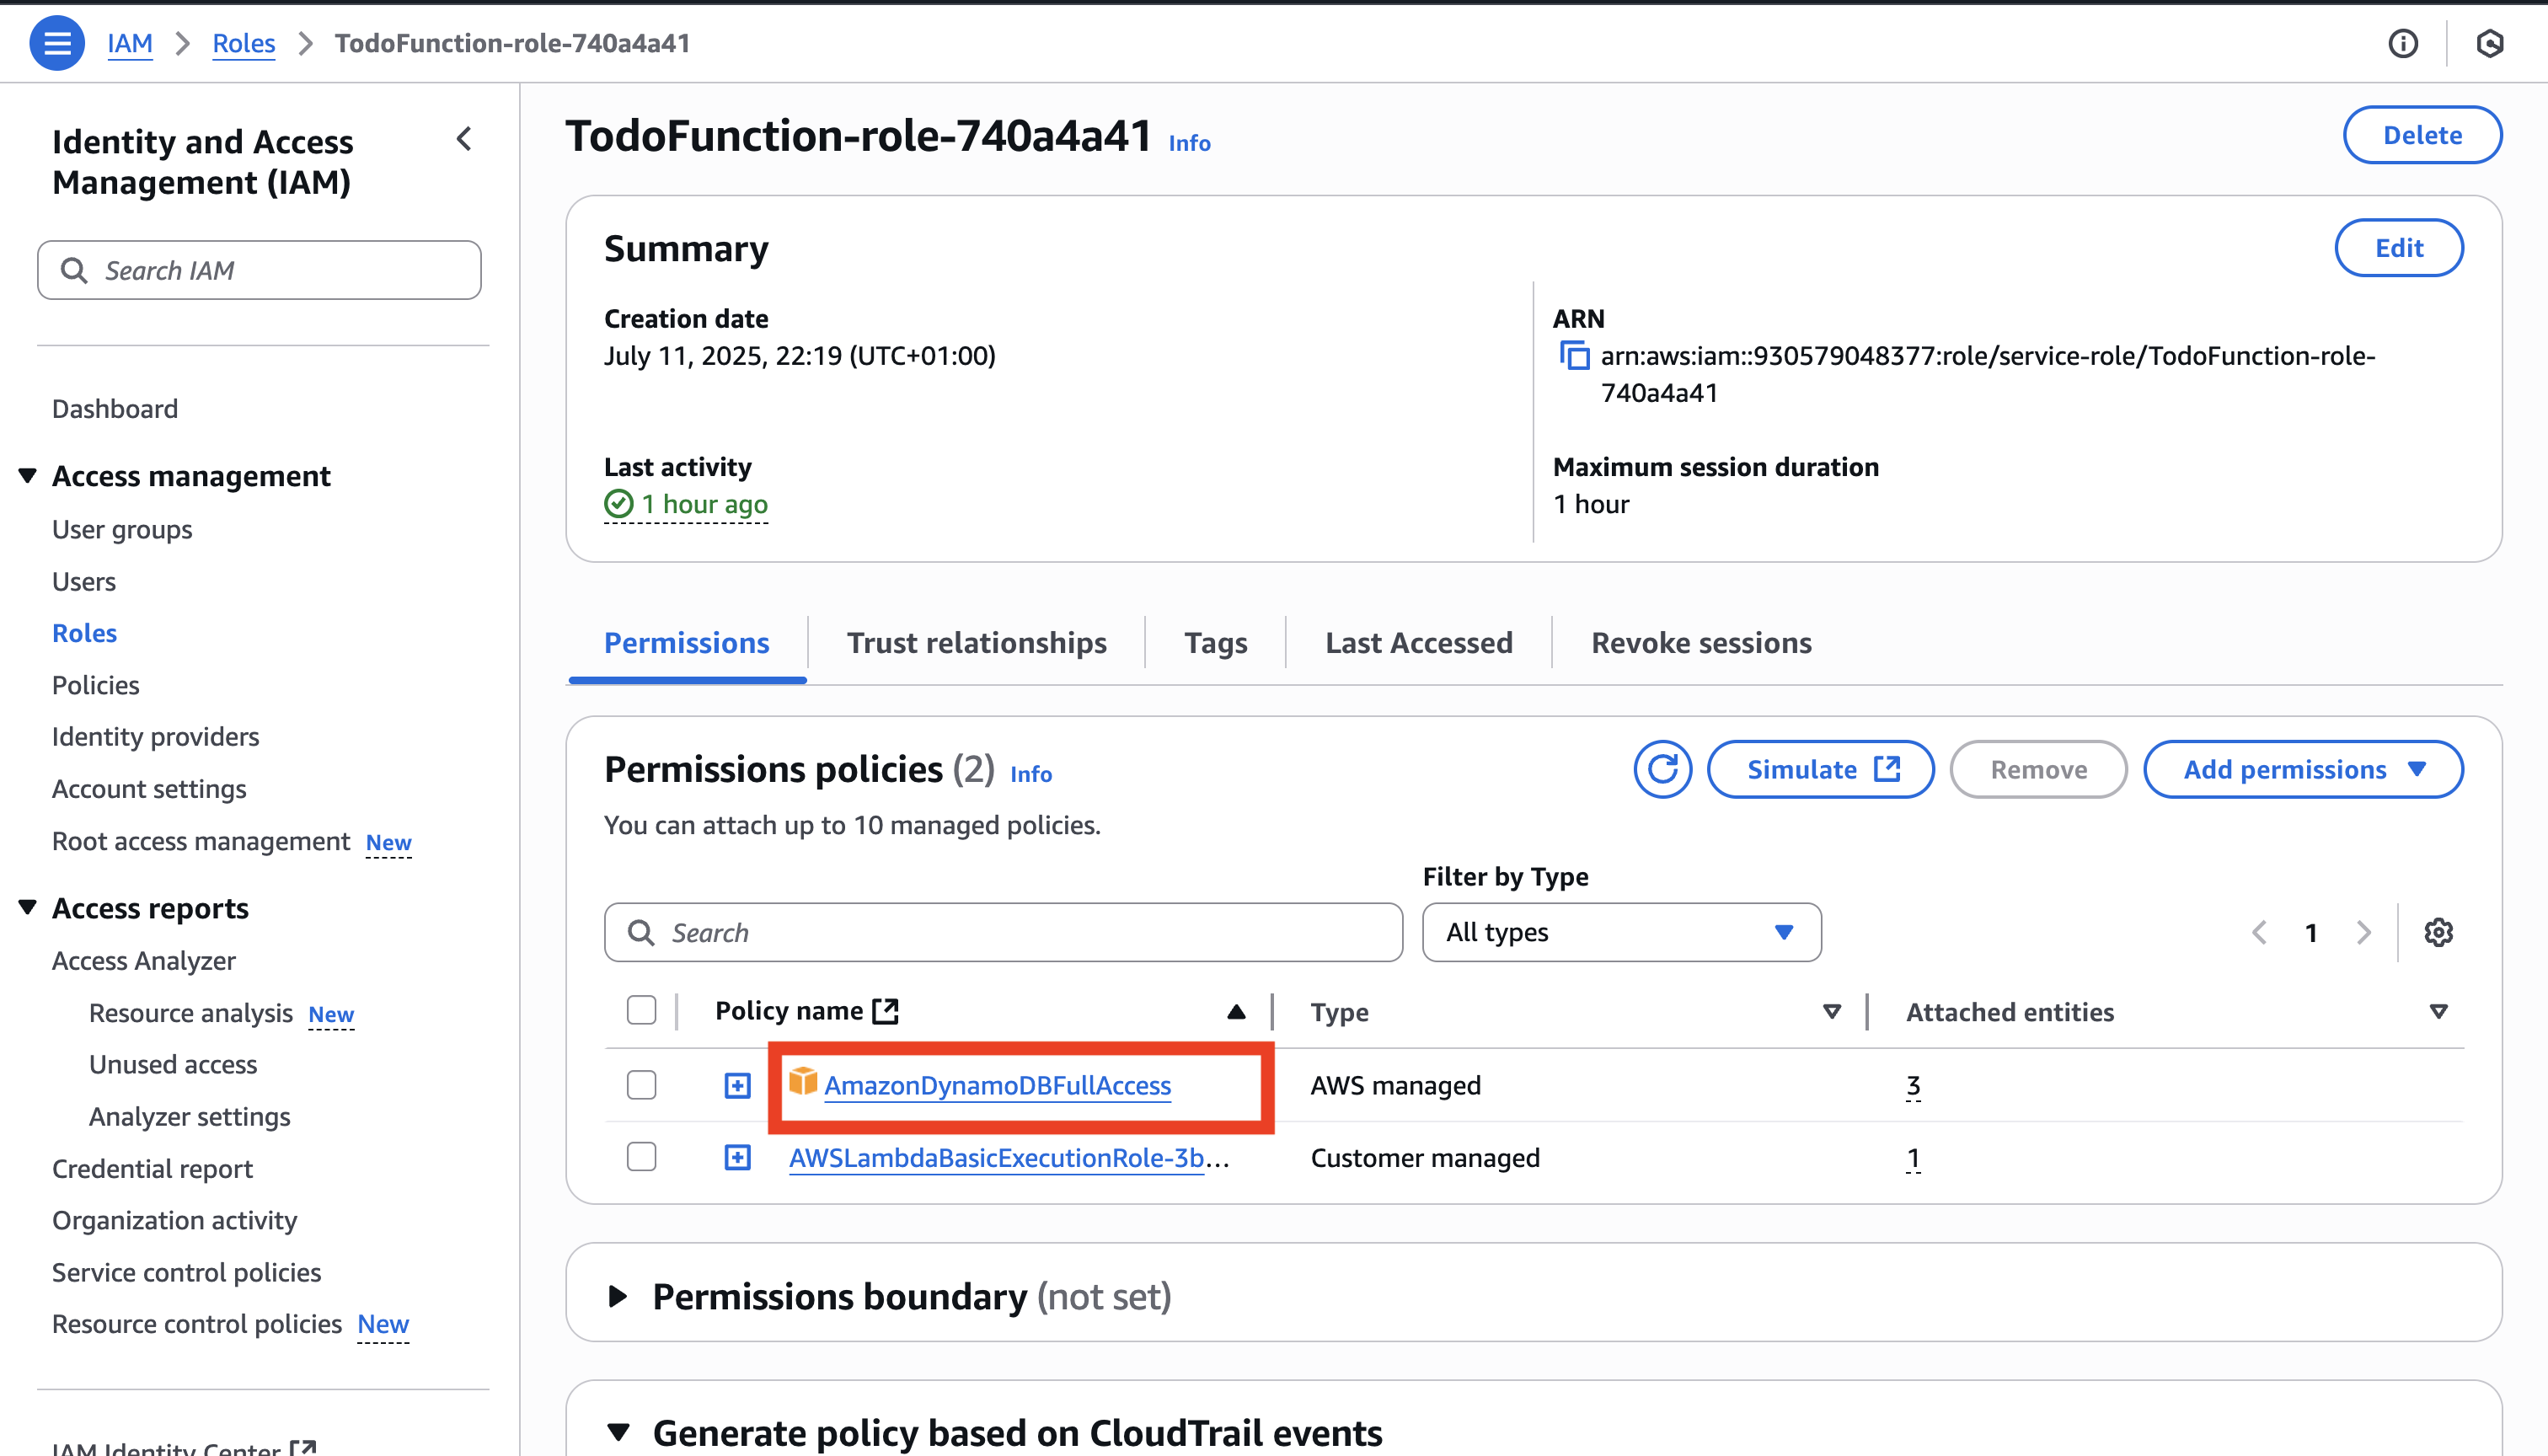 IAM > Roles > TodoFunction-role-740a4a41
Identity and Access
Management (IAM)
Search IAM
Dashboard
Access management
User groups
Users
Roles
Policies
Identity providers
Account settings
Root access management New
Access reports
Access Analyzer
Resource analysis New
Unused access
Analyzer settings
Credential report
Organization activity
Service control policies
Resource control policies New
IAM Identity Center
TodoFunction-role-740a4a41 Info
Delete
Summary
Edit
Creation date
July 11, 2025, 22:19 (UTC+01:00)
ARN
arn:aws:iam::930579048377:role/service-role/TodoFunction-role-
740a4a41
Last activity
1 hour ago
Maximum session duration
1 hour
Permissions Trust relationships Tags Last Accessed Revoke sessions
Permissions policies (2) Info
Simulate Remove Add permissions
You can attach up to 10 managed policies.
Filter by Type
Search All types 1
Policy name Type Attached entities
AmazonDynamoDBFullAccess AWS managed 3
AWSLambdaBasicExecutionRole-3b... Customer managed 1
Permissions boundary (not set)
Generate policy based on CloudTrail events